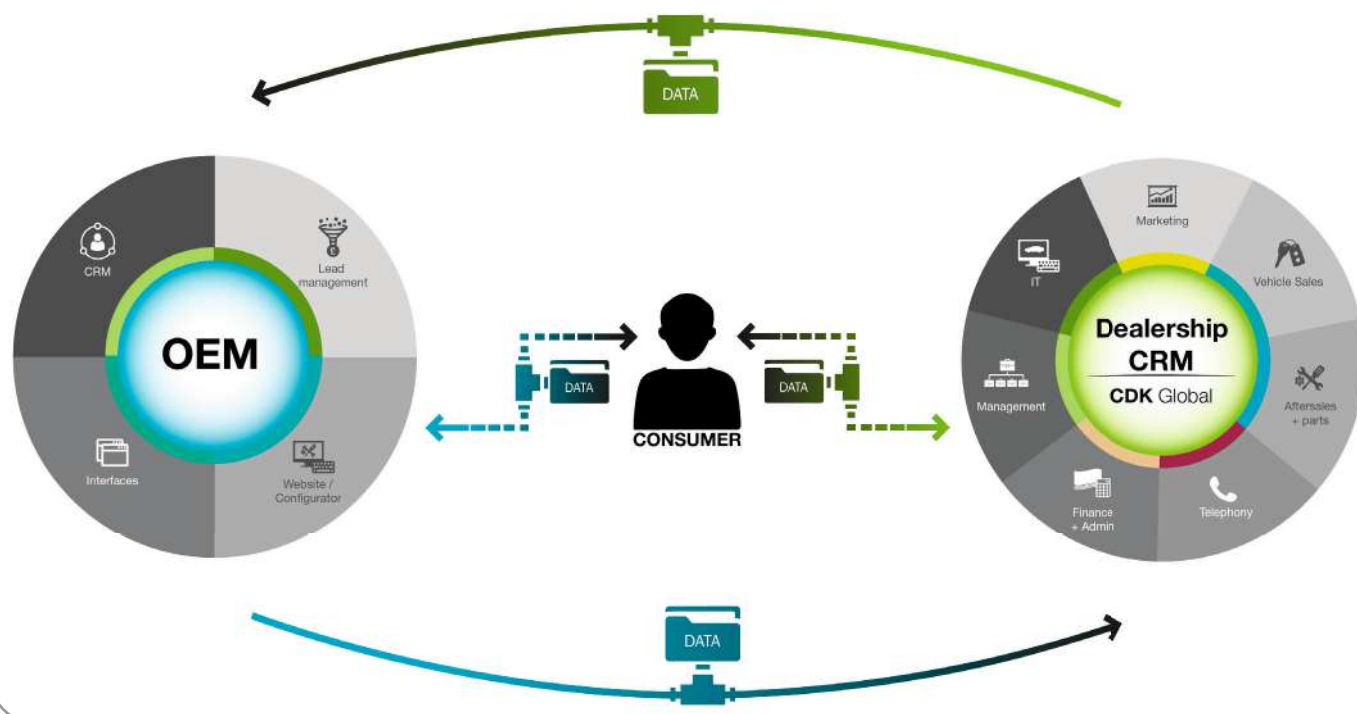 DATA
CRM
Lead
management
OEM
Interfaces
Website /
Configurator
DATA
CONSUMER
DATA
Marketing
IT
Vehicle Sales
Dealership
CRM
CDK Global
Management
Aftersales
+ parts
Finance
+ Admin
Telephony
DATA